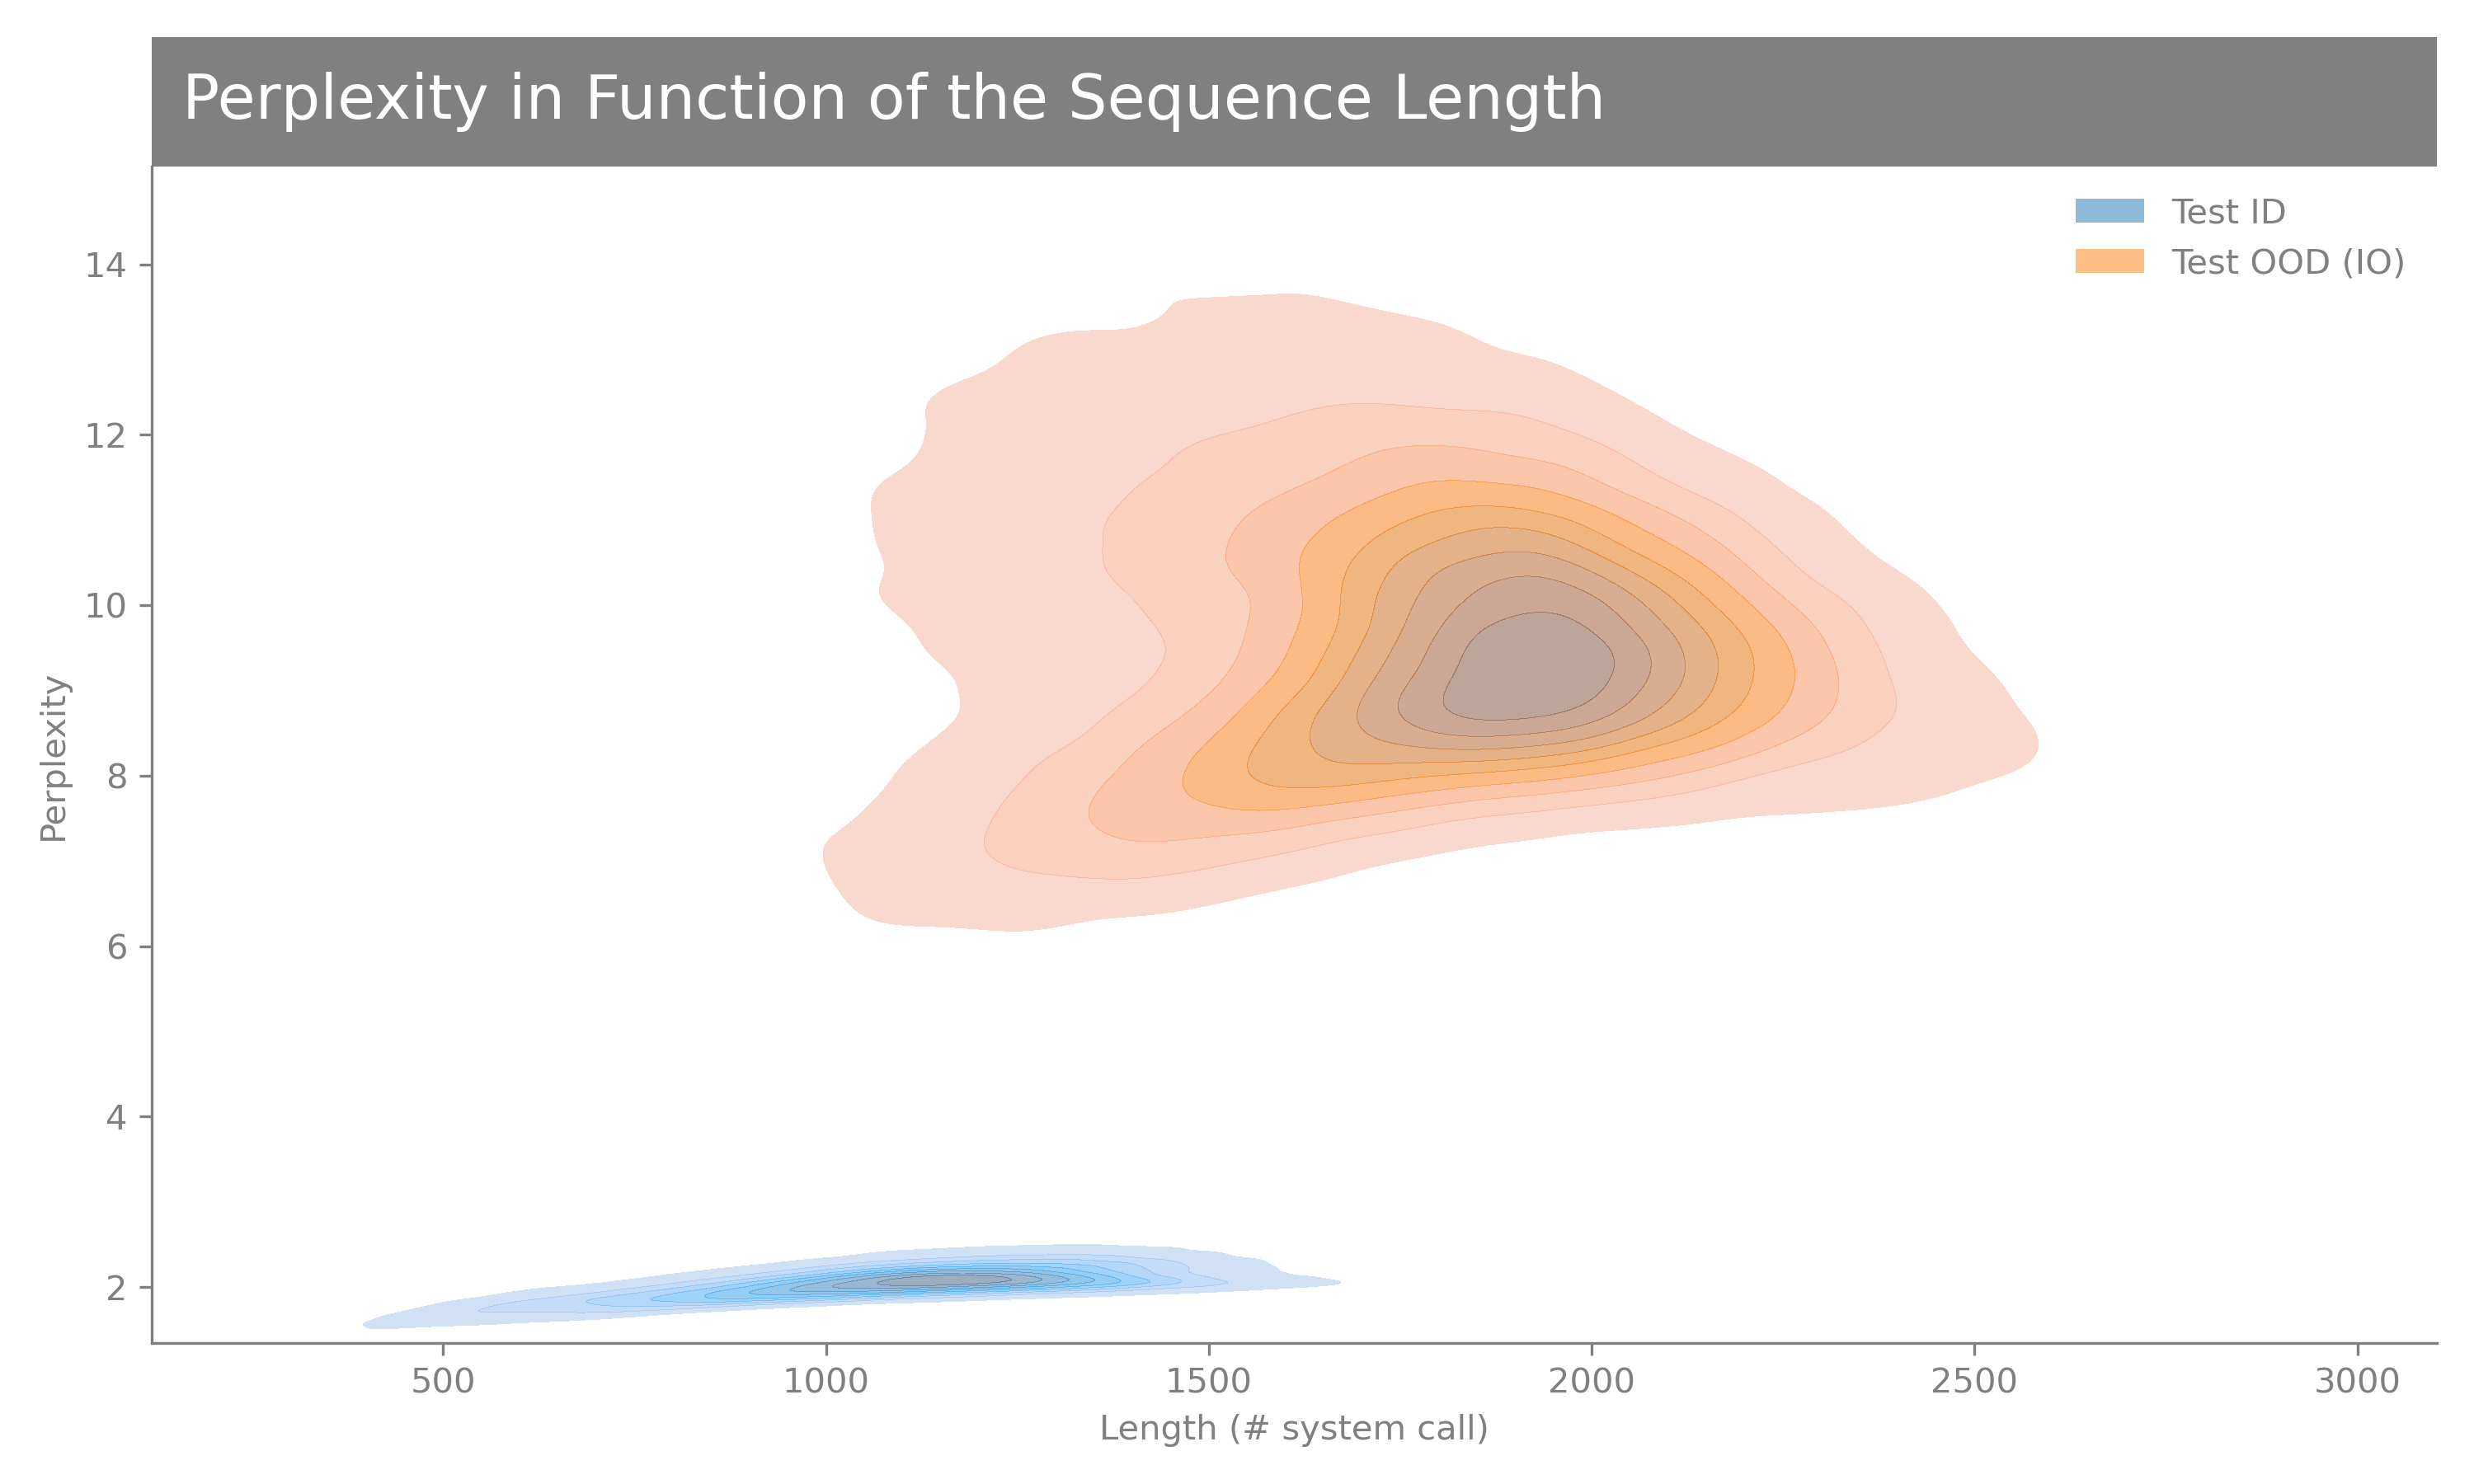 Perplexity in Function of the Sequence Length
Test ID
Test OOD (IO)
14
12
10
8
6
4
2
Perplexity
500 1000 1500 2000 2500 3000
Length (# system call)